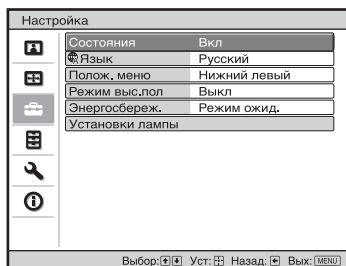 Настройка
Состояния Вкл
Язык Русский
Полож. меню Нижний левый
Режим выс.пол Выкл
Энергосбереж. Режим ожид.
Установки лампы
Выбор: Уст: Назад: Вых: MENU